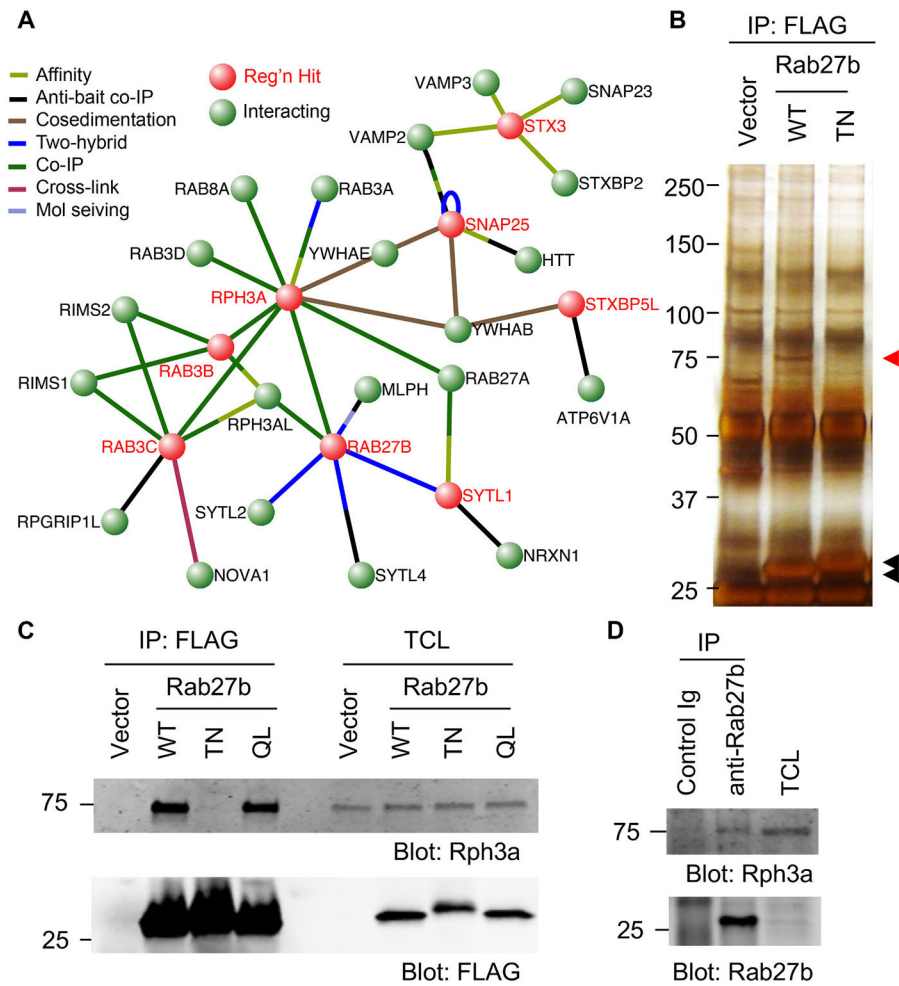 A
Affinity
Anti-bait co-IP
Cosedimentation
Two-hybrid
Co-IP
Cross-link
Mol seiving
Reg'n Hit
Interacting
VAMP3
SNAP23
STX3
VAMP2
STXBP2
RAB8A
RAB3A
SNAP25
RAB3D
YWHAE
HTT
RPH3A
STXBP5L
RIMS2
YWHAB
RAB3B
RIMS1
MLPH
RAB27A
RPH3AL
ATP6V1A
RAB3C
RAB27B
SYTL1
RPGRIP1L
SYTL2
NRXN1
NOVA1
SYTL4
B
IP: FLAG
Rab27b
Vector
WT
TN
250
150
100
75
50
37
25
C
IP: FLAG
TCL
Rab27b
Rab27b
Vector
WT
TN
QL
Vector
WT
TN
QL
75
Blot: Rph3a
25
Blot: FLAG
D
IP
Control Ig
anti-Rab27b
TCL
75
Blot: Rph3a
25
Blot: Rab27b